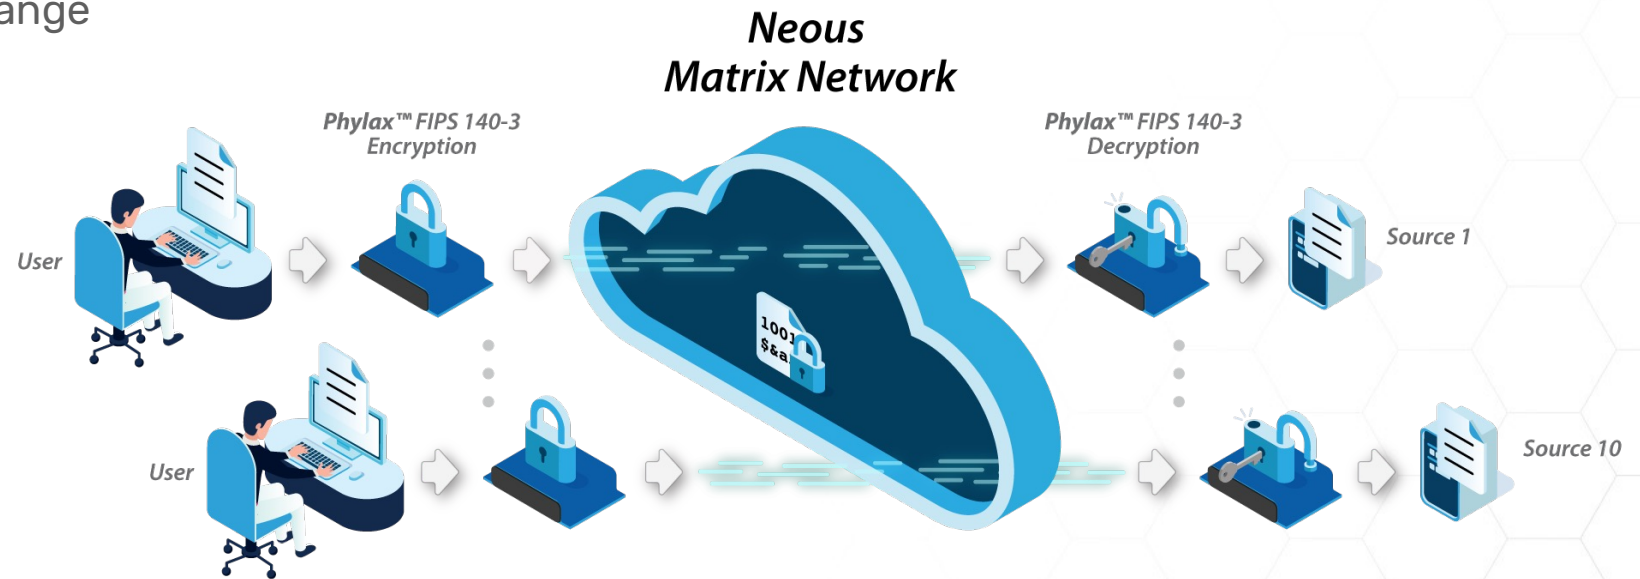 ange
Neous
Matrix Network
Phylax™ FIPS 140-3
Encryption
Phylax™ FIPS 140-3
Decryption
User
Source 1
1001
$&a
User
Source 10